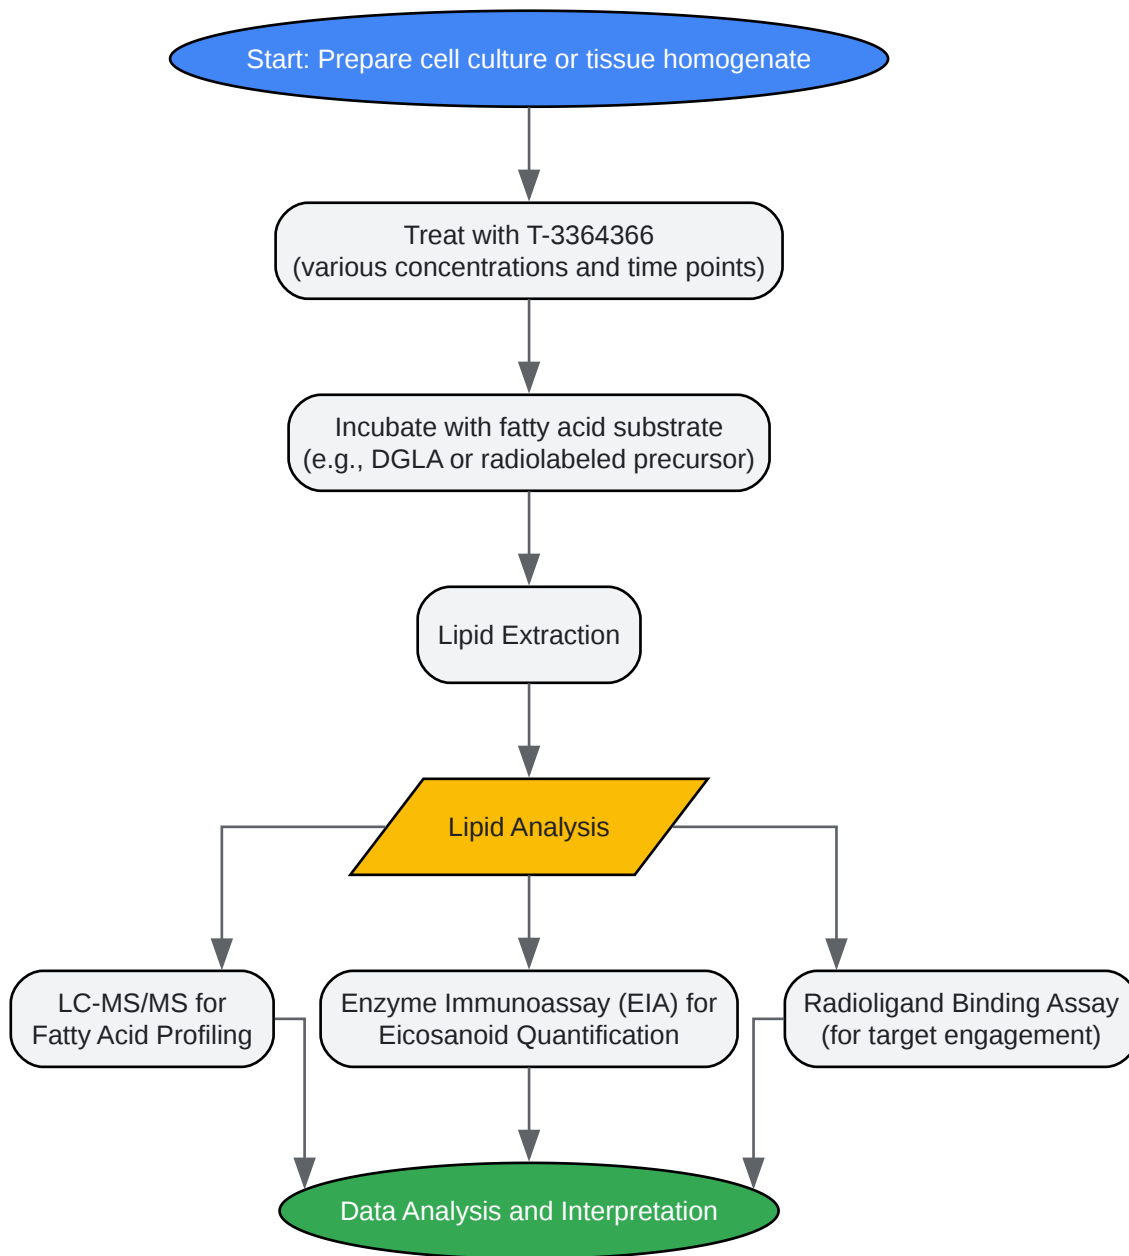 Start: Prepare cell culture or tissue homogenate
Treat with T-3364366
(various concentrations and time points)
Incubate with fatty acid substrate
(e.g., DGLA or radiolabeled precursor)
Lipid Extraction
Lipid Analysis
LC-MS/MS for
Fatty Acid Profiling
Enzyme Immunoassay (EIA) for
Eicosanoid Quantification
Radioligand Binding Assay
(for target engagement)
Data Analysis and Interpretation